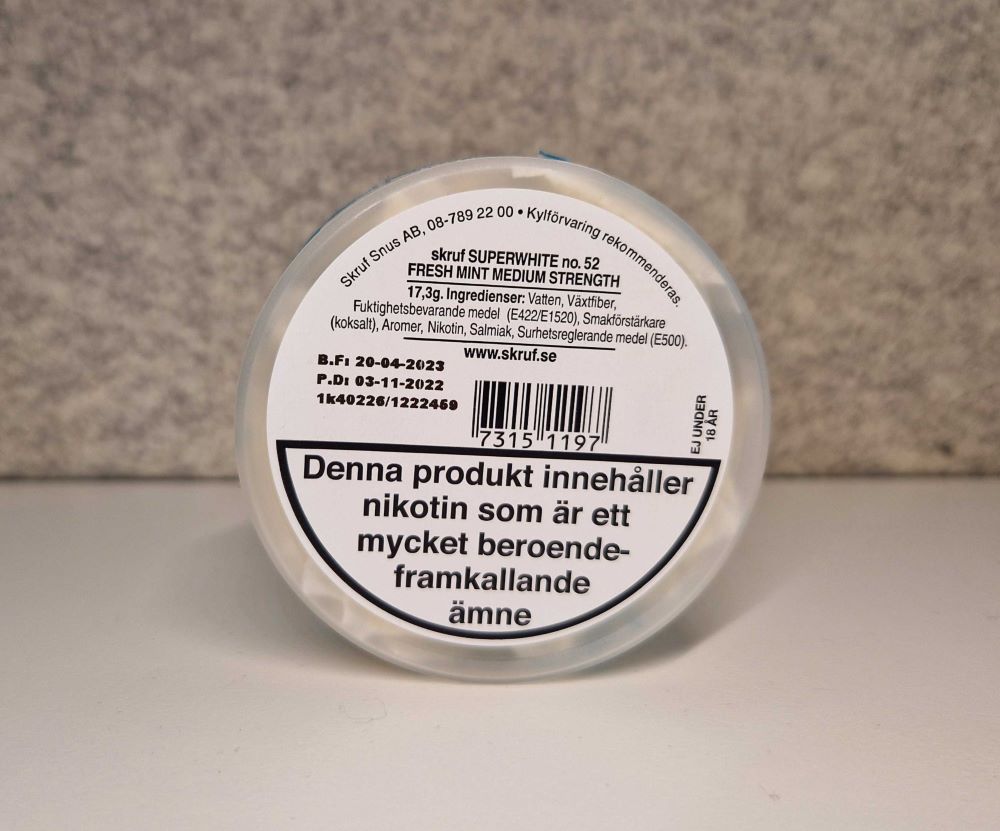 Skruf Snus AB, 08-789 22 00 • Kylförvaring rekommenderas.
skruf SUPERWHITE no. 52
FRESH MINT MEDIUM STRENGTH
17,3g. Ingredienser: Vatten, Växtfiber,
Fuktighetsbevarande medel (E422/E1520), Smakförstärkare
(koksalt), Aromer, Nikotin, Salmiak, Surhetsreglerande medel (E500).
www.skruf.se
B.F: 20-04-2023
P.D: 03-11-2022
1k40226/1222469
7315 1197
EJ UNDER
18 ÅR
Denna produkt innehåller
nikotin som är ett
mycket beroende-
framkallande
ämne